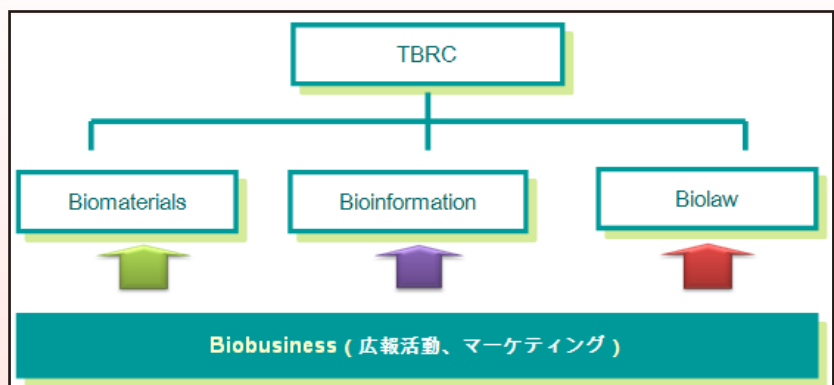 TBRC
Biomaterials
Bioinformation
Biolaw
Biobusiness ( 広報活動、マーケティング )